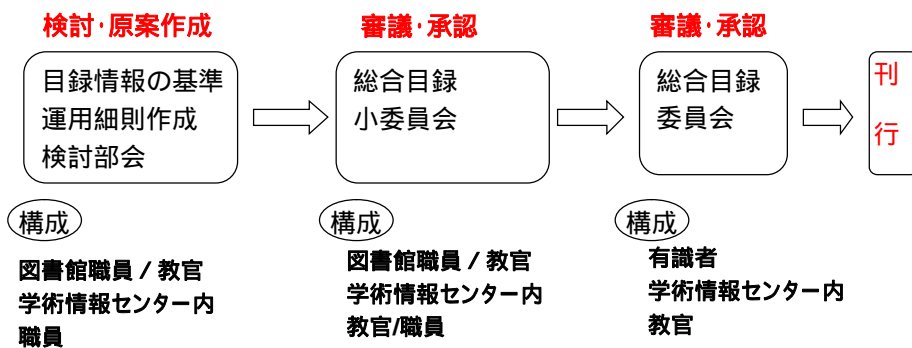 検討·原案作成
審議·承認
審議·承認
目録情報の基準
運用細則作成
検討部会
総合目録
小委員会
総合目録
委員会
刊
行
構成
図書館職員 / 教官
学術情報センター内
職員
構成
図書館職員 / 教官
学術情報センター内
教官/職員
構成
有識者
学術情報センター内
教官